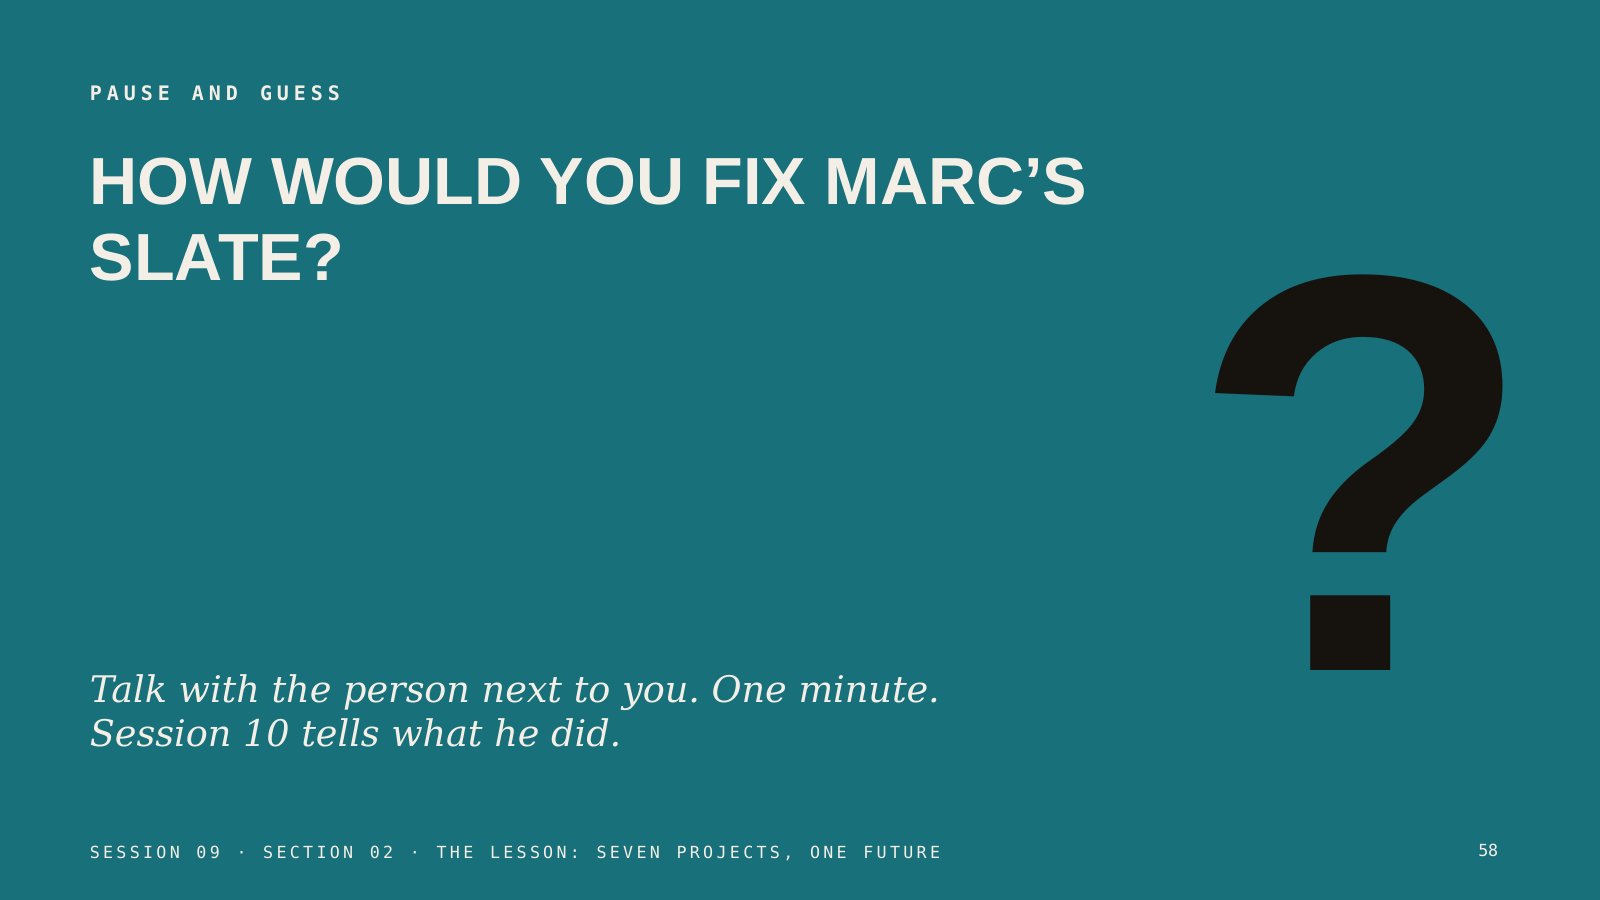 PAUSE AND GUESS
HOW WOULD YOU FIX MARC’S
SLATE?
?
Talk with the person next to you. One minute.
Session 10 tells what he did.
SESSION 09 · SECTION 02 · THE LESSON: SEVEN PROJECTS, ONE FUTURE
58